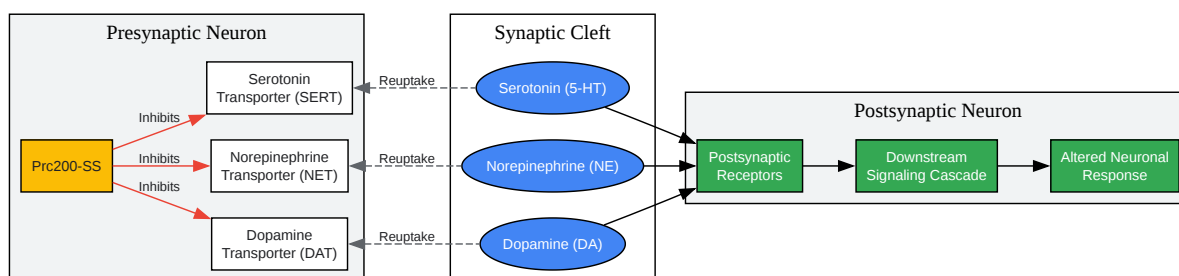 Presynaptic Neuron
Synaptic Cleft
Postsynaptic Neuron
Prc200-SS
Inhibits
Inhibits
Inhibits
Serotonin
Transporter (SERT)
Norepinephrine
Transporter (NET)
Dopamine
Transporter (DAT)
Reuptake
Reuptake
Reuptake
Serotonin (5-HT)
Norepinephrine (NE)
Dopamine (DA)
Postsynaptic
Receptors
Downstream
Signaling Cascade
Altered Neuronal
Response